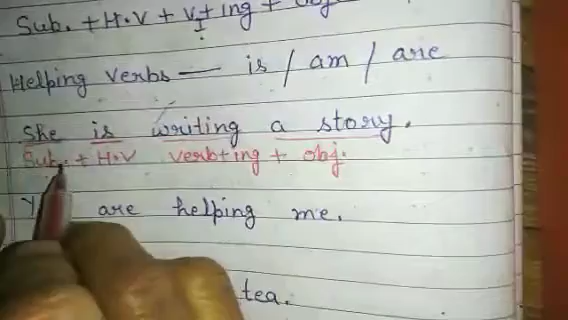 Sub. + H.V + V1 + ing + obj
Helping verbs — is / am / are
She is writing a story.
Sub. + H.V verb+ing + obj.
are helping me.
tea.